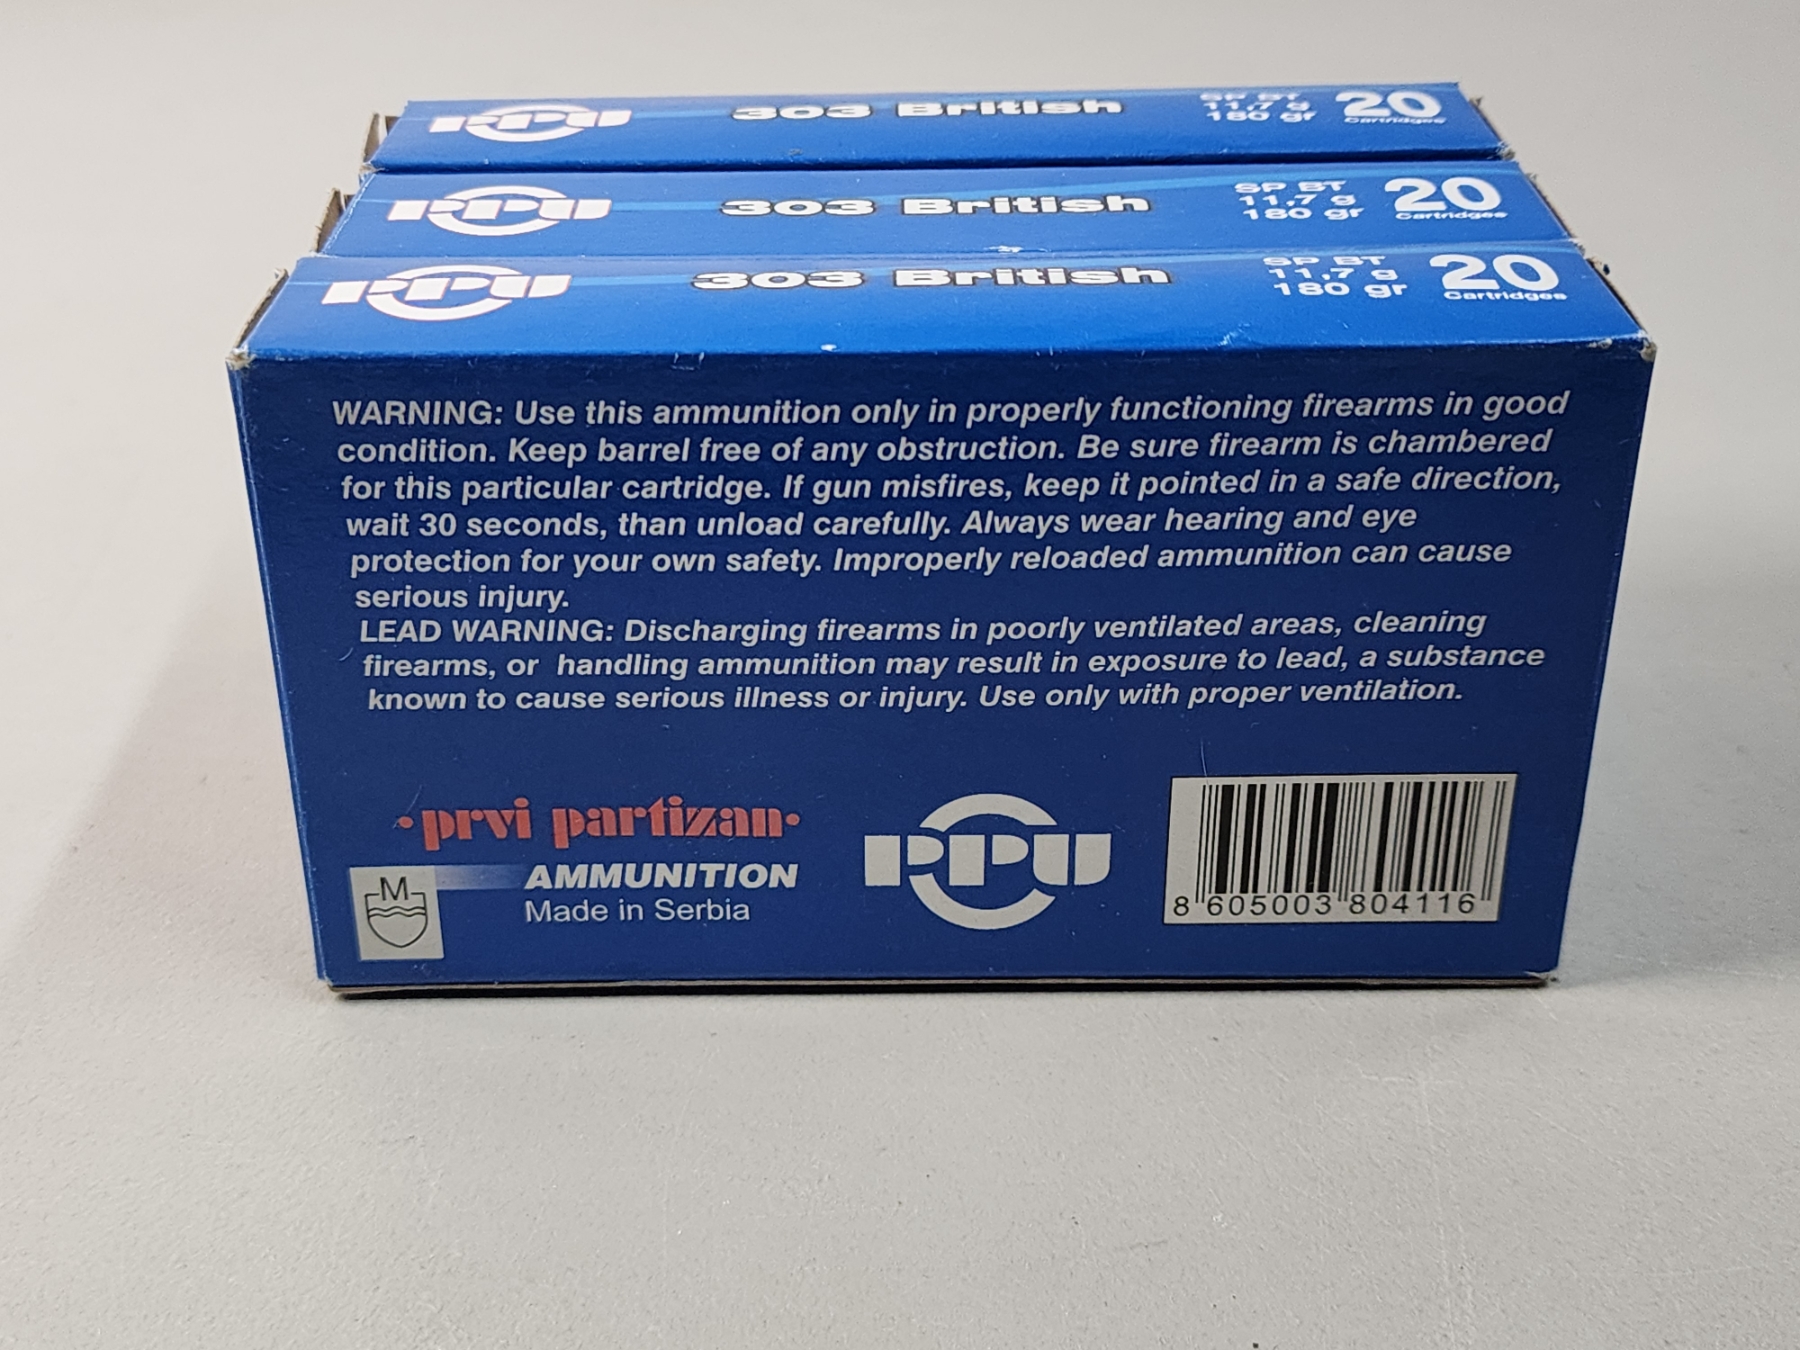 PPU 303 British SP BT 20
11,7 g
180 gr Cartridges
PPU 303 British SP BT 20
11,7 g
180 gr Cartridges
PPU 303 British SP BT 20
11,7 g
180 gr Cartridges
WARNING: Use this ammunition only in properly functioning firearms in good
condition. Keep barrel free of any obstruction. Be sure firearm is chambered
for this particular cartridge. If gun misfires, keep it pointed in a safe direction,
wait 30 seconds, than unload carefully. Always wear hearing and eye
protection for your own safety. Improperly reloaded ammunition can cause
serious injury.
LEAD WARNING: Discharging firearms in poorly ventilated areas, cleaning
firearms, or handling ammunition may result in exposure to lead, a substance
known to cause serious illness or injury. Use only with proper ventilation.
·prvi partizan·
AMMUNITION
Made in Serbia
M
PPU
8 605003 804116